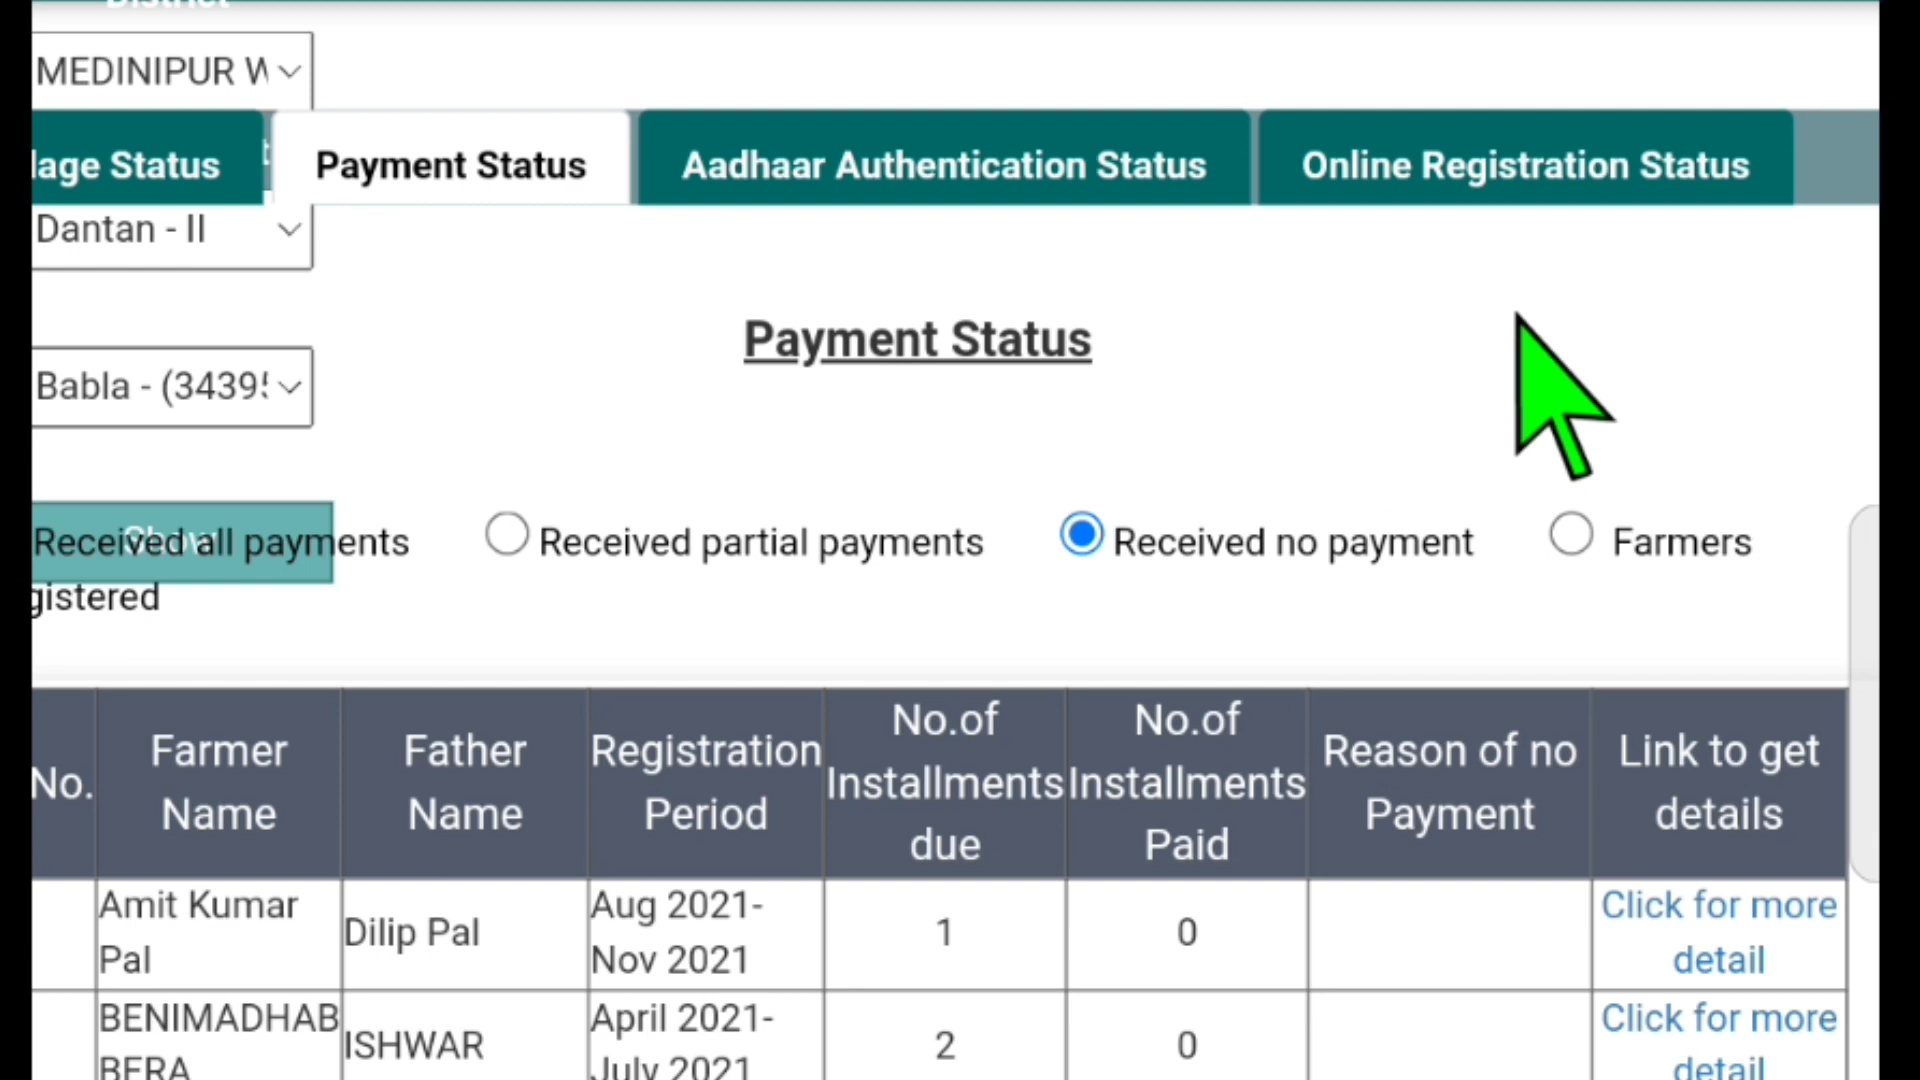 District
MEDINIPUR W
lage Status
Payment Status
Aadhaar Authentication Status
Online Registration Status
Dantan - II
Payment Status
Babla - (3439
Show
Received all payments
Received partial payments
Received no payment
Farmers
gistered
No.
Farmer
Name
Father
Name
Registration
Period
No.of
Installments
due
No.of
Installments
Paid
Reason of no
Payment
Link to get
details
Amit Kumar
Pal
Dilip Pal
Aug 2021-
Nov 2021
1
0
Click for more
detail
BENIMADHAB
BERA
ISHWAR
April 2021-
July 2021
2
0
Click for more
detail